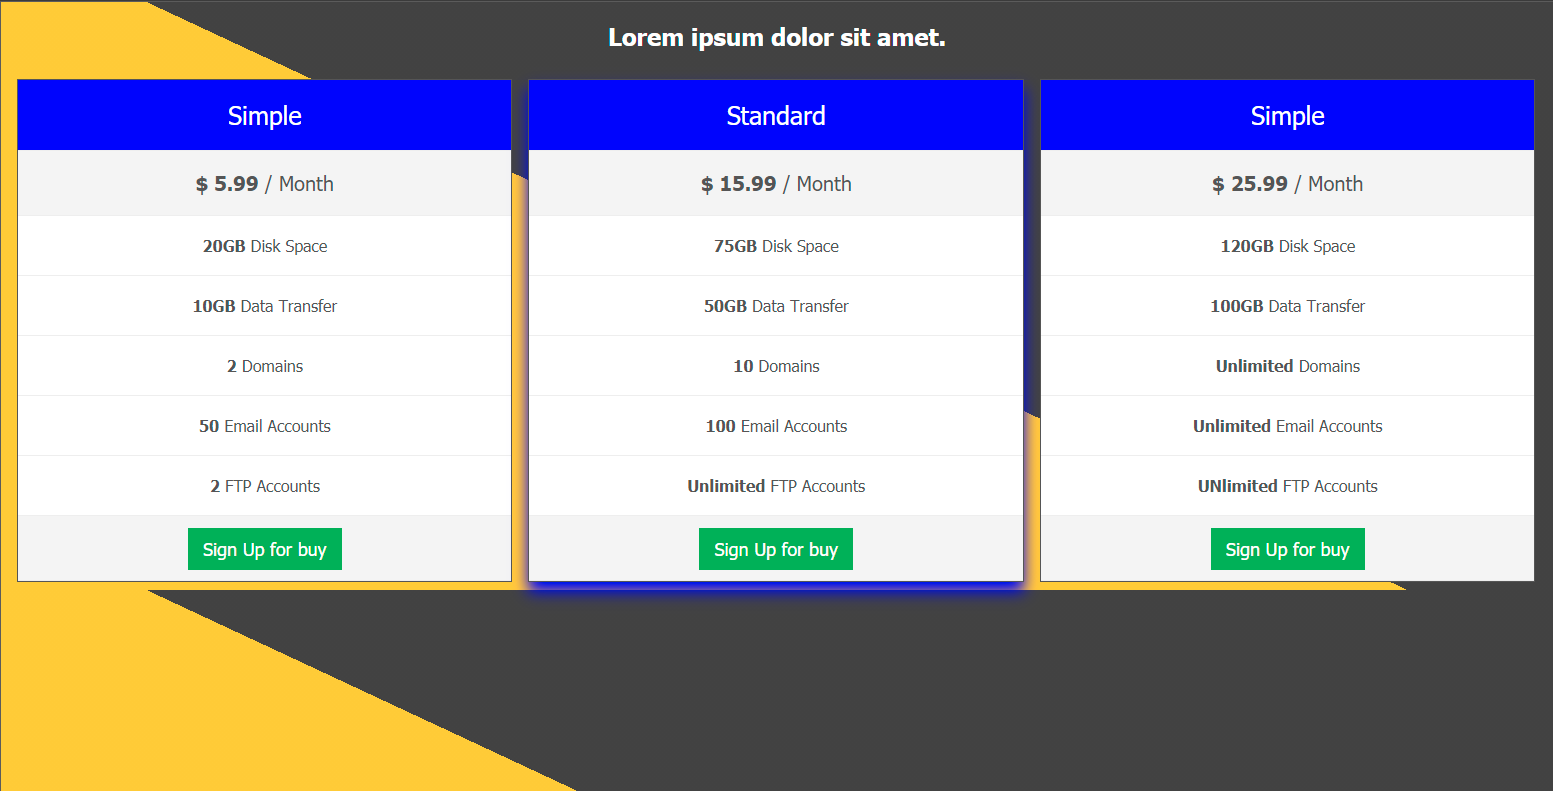 Lorem ipsum dolor sit amet.
Simple
$ 5.99 / Month
20GB Disk Space
10GB Data Transfer
2 Domains
50 Email Accounts
2 FTP Accounts
Sign Up for buy
Standard
$ 15.99 / Month
75GB Disk Space
50GB Data Transfer
10 Domains
100 Email Accounts
Unlimited FTP Accounts
Sign Up for buy
Simple
$ 25.99 / Month
120GB Disk Space
100GB Data Transfer
Unlimited Domains
Unlimited Email Accounts
UNlimited FTP Accounts
Sign Up for buy